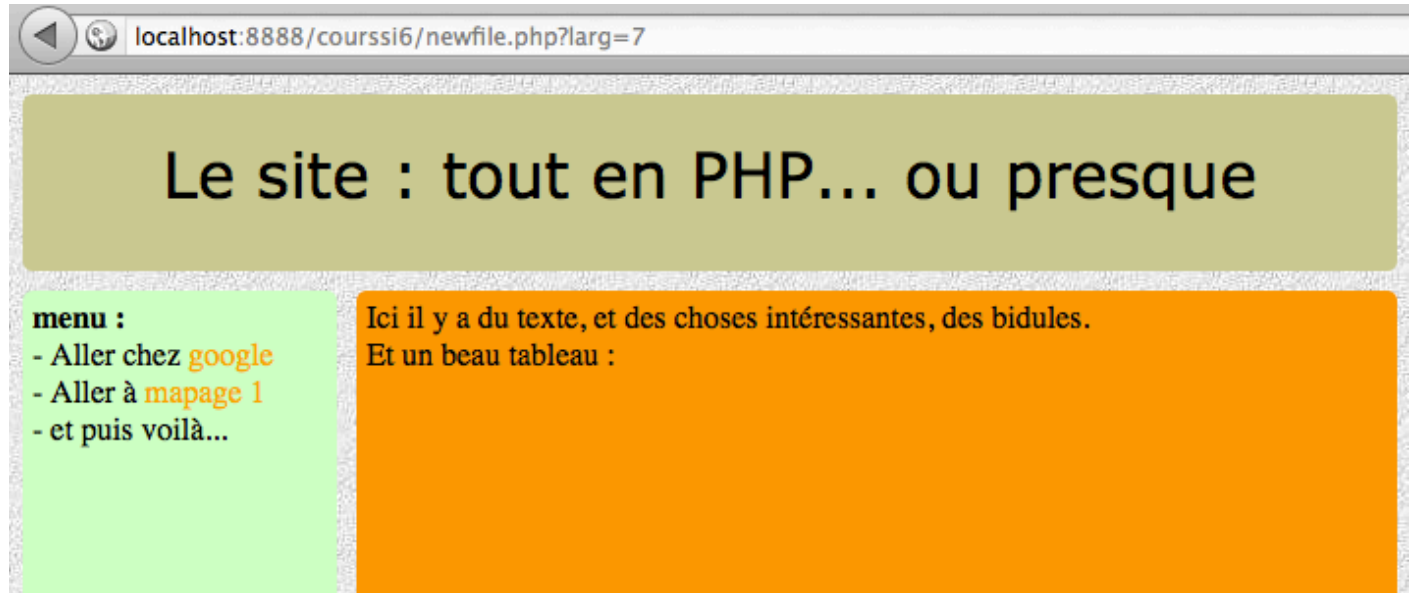 localhost:8888/courssi6/newfile.php?larg=7
Le site : tout en PHP... ou presque
menu :
- Aller chez google
- Aller à mapage 1
- et puis voilà...
Ici il y a du texte, et des choses intéressantes, des bidules.
Et un beau tableau :